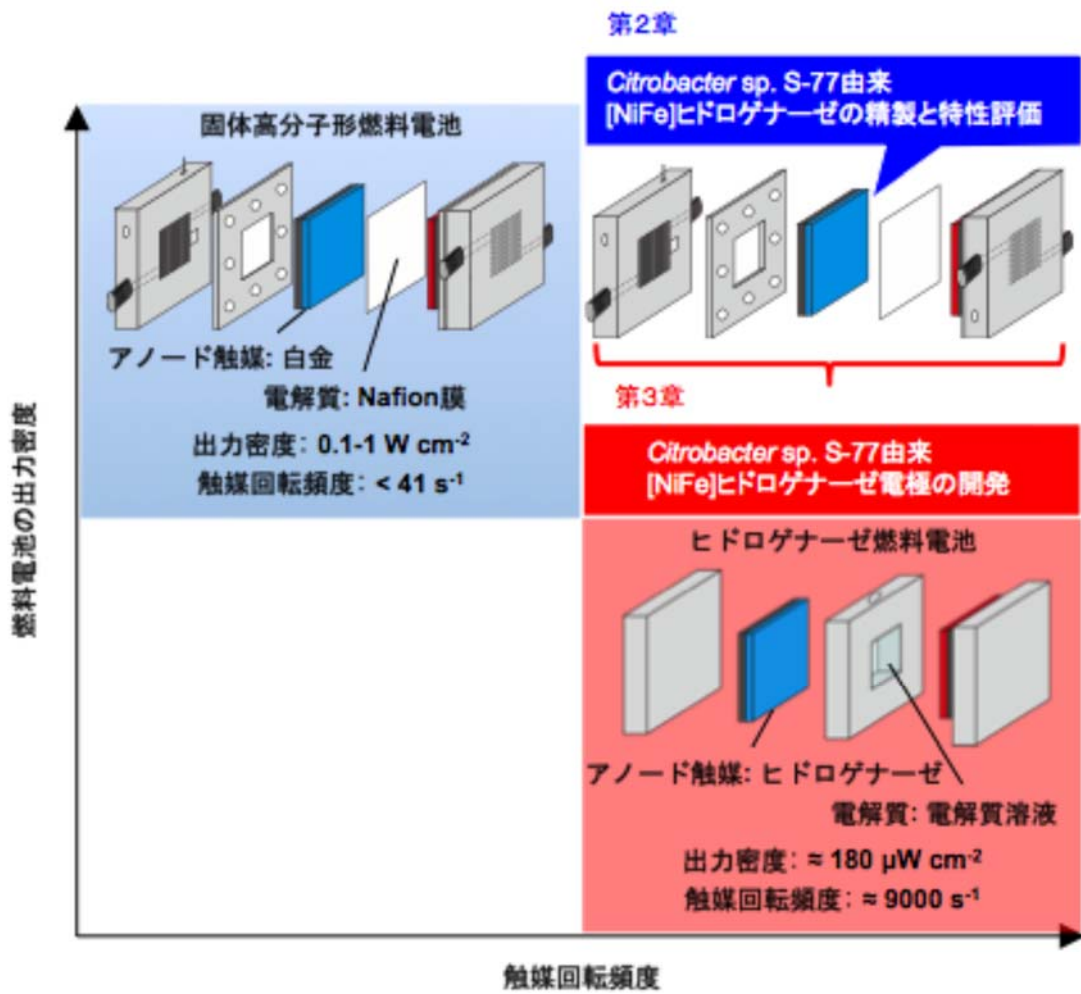 第2章
Citrobacter sp. S-77由来
[NiFe]ヒドロゲナーゼの精製と特性評価
固体高分子形燃料電池
アノード触媒: 白金
電解質: Nafion膜
出力密度: 0.1-1 W cm-2
触媒回転頻度: < 41 s-1
第3章
Citrobacter sp. S-77由来
[NiFe]ヒドロゲナーゼ電極の開発
ヒドロゲナーゼ燃料電池
アノード触媒: ヒドロゲナーゼ
電解質: 電解質溶液
出力密度: ≈ 180 μW cm-2
触媒回転頻度: ≈ 9000 s-1
燃料電池の出力密度
触媒回転頻度